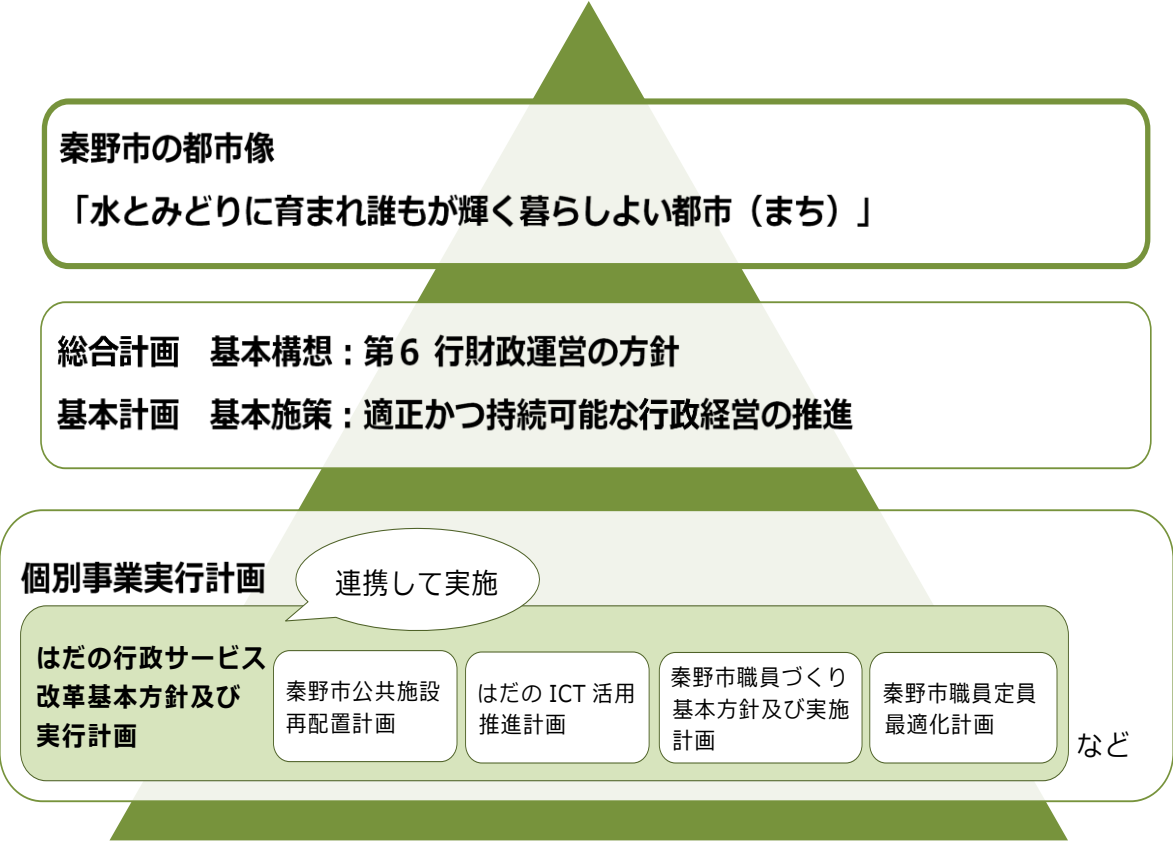 秦野市の都市像
「水とみどりに育まれ誰もが輝く暮らしよい都市（まち）」
総合計画　基本構想：第６ 行財政運営の方針
基本計画　基本施策：適正かつ持続可能な行政経営の推進
個別事業実行計画
連携して実施
はだの行政サービス
改革基本方針及び
実行計画
秦野市公共施設
再配置計画
はだの ICT 活用
推進計画
秦野市職員づくり
基本方針及び実施
計画
秦野市職員定員
最適化計画
など